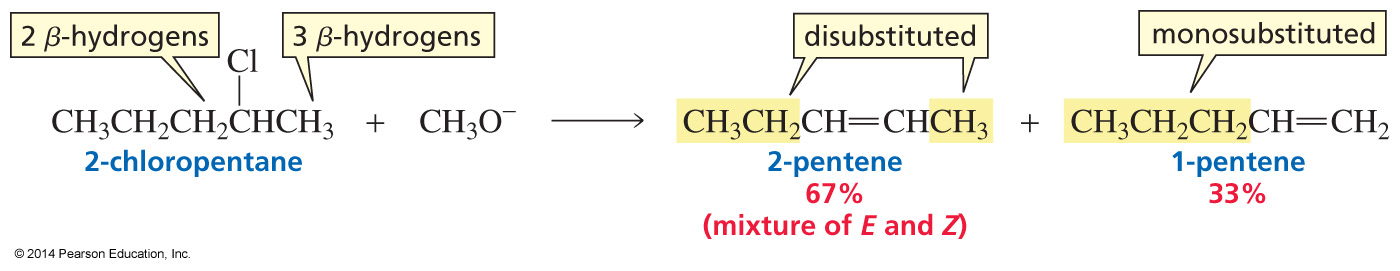 2 β-hydrogens 3 β-hydrogens disubstituted monosubstituted
Cl
CH₃CH₂CH₂CHCH₃ + CH₃O⁻ ⟶ CH₃CH₂CH=CHCH₃ + CH₃CH₂CH₂CH=CH₂
2-chloropentane 2-pentene 1-pentene
67% 33%
(mixture of E and Z)
© 2014 Pearson Education, Inc.